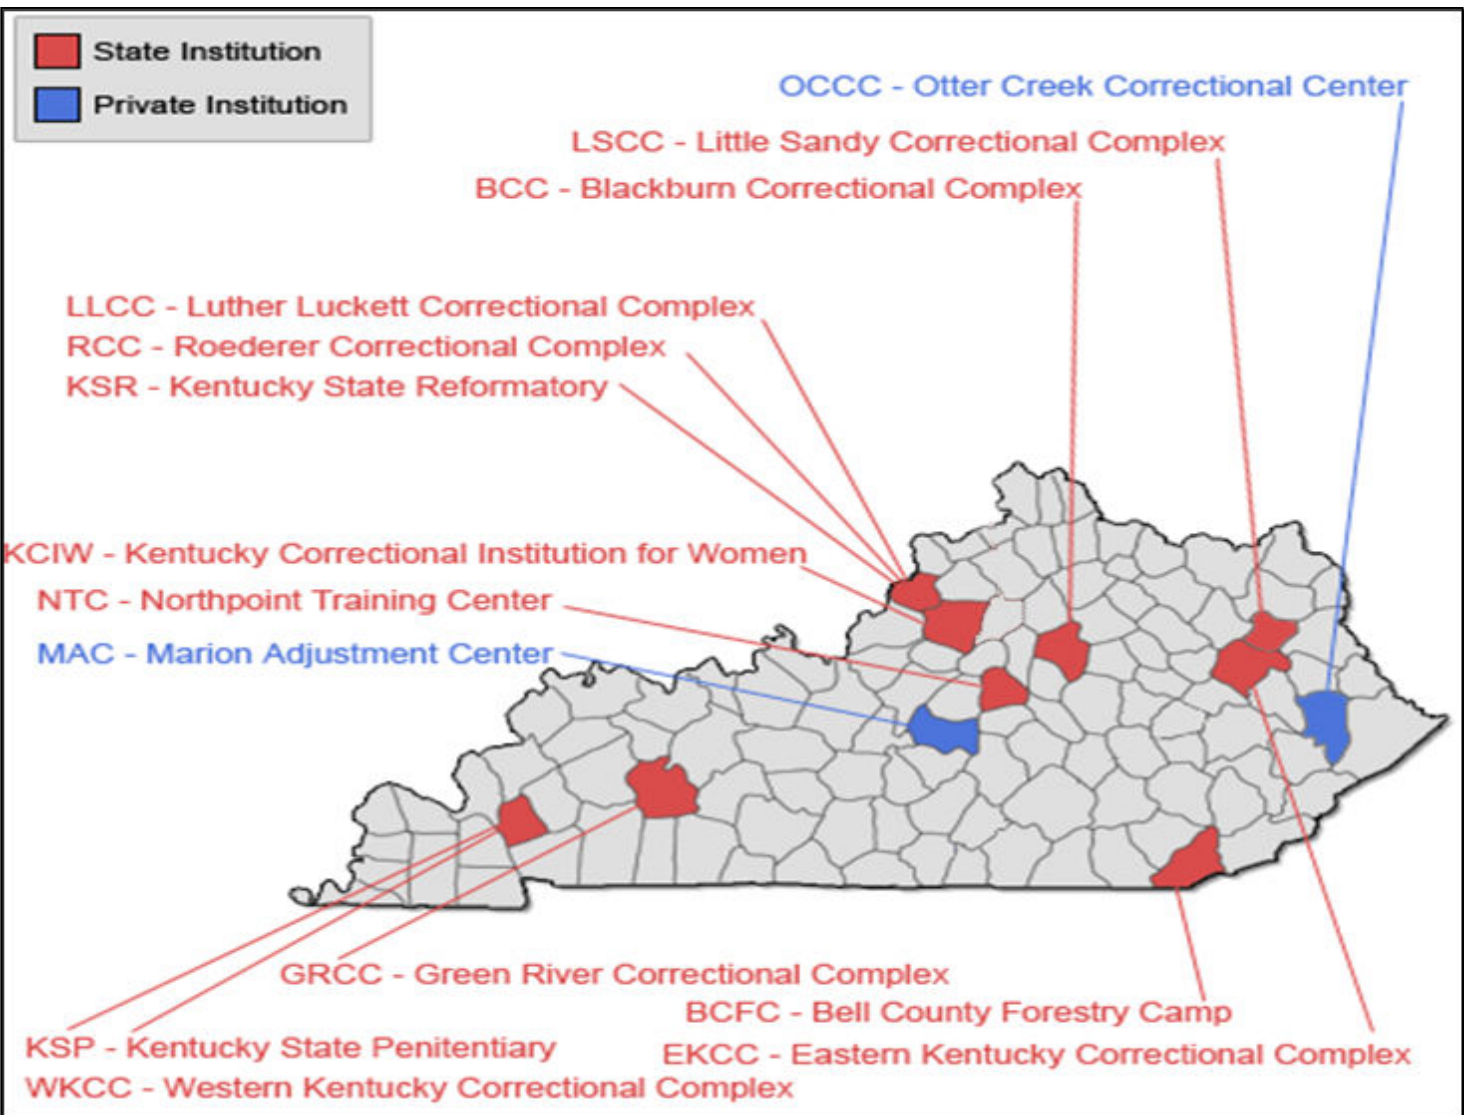 State Institution
Private Institution
OCCC - Otter Creek Correctional Center
LSCC - Little Sandy Correctional Complex
BCC - Blackburn Correctional Complex
LLCC - Luther Luckett Correctional Complex
RCC - Roederer Correctional Complex
KSR - Kentucky State Reformatory
KCIW - Kentucky Correctional Institution for Women
NTC - Northpoint Training Center
MAC - Marion Adjustment Center
GRCC - Green River Correctional Complex
BCFC - Bell County Forestry Camp
KSP - Kentucky State Penitentiary
EKCC - Eastern Kentucky Correctional Complex
WKCC - Western Kentucky Correctional Complex